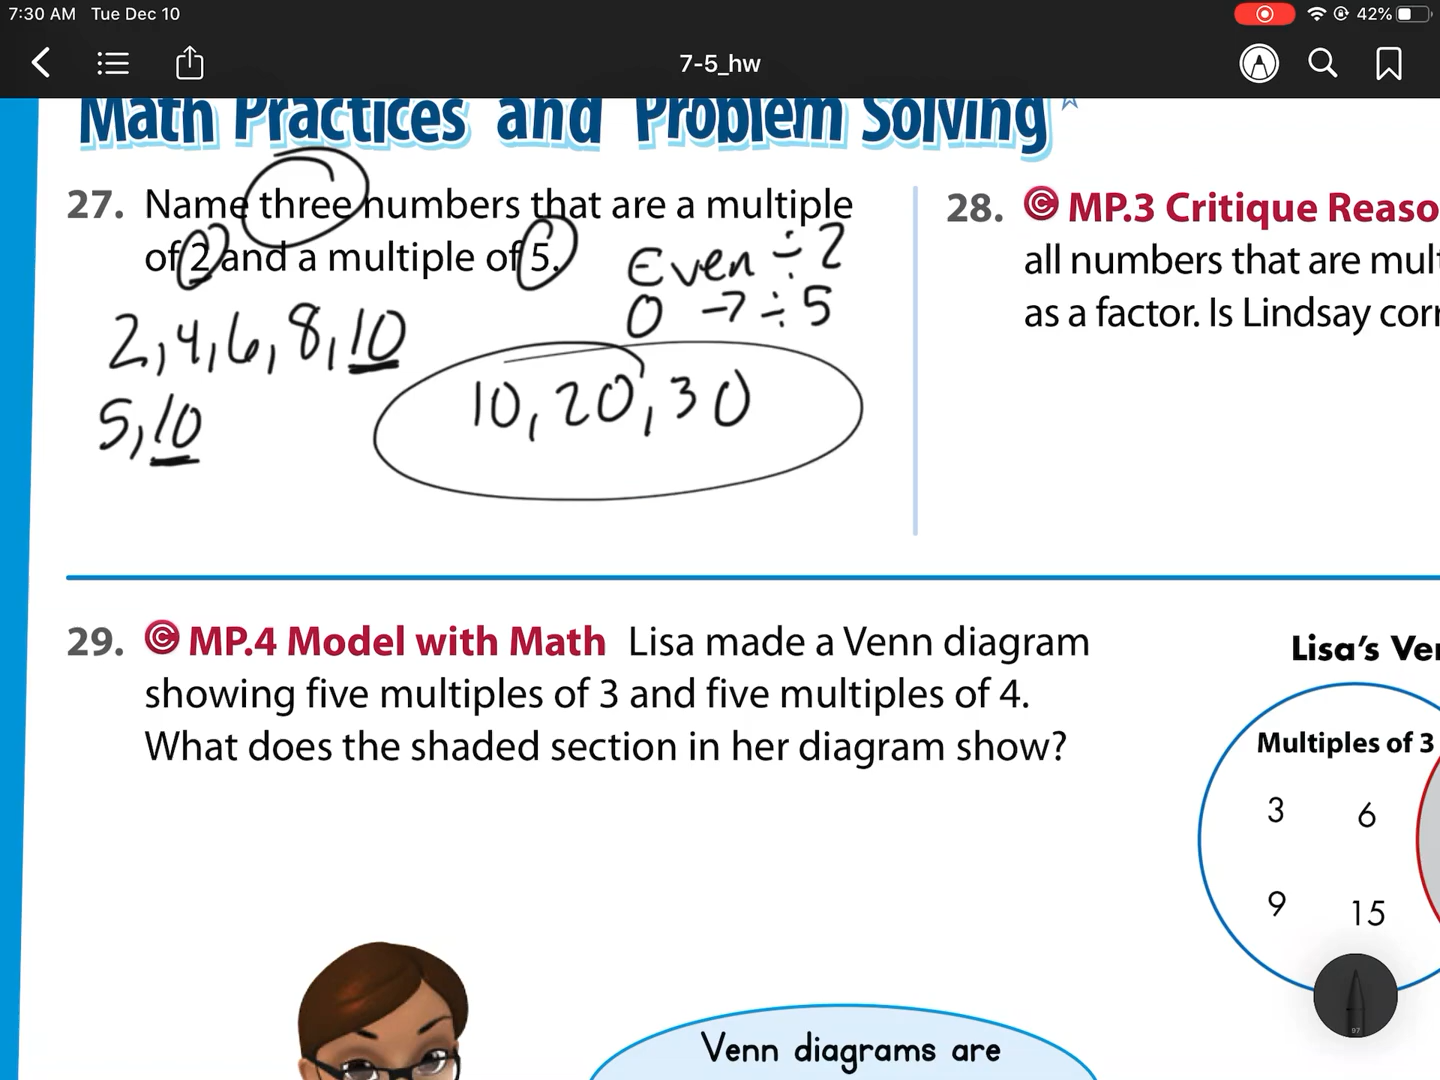 7:30 AM Tue Dec 10
42%
7-5_hw
Math Practices and Problem Solving
27. Name three numbers that are a multiple
of 2 and a multiple of 5.
Even ÷ 2
0 → ÷ 5
2, 4, 6, 8, 10
5, 10
10, 20, 30
28. MP.3 Critique Reaso
all numbers that are mult
as a factor. Is Lindsay corr
29. MP.4 Model with Math Lisa made a Venn diagram
showing five multiples of 3 and five multiples of 4.
What does the shaded section in her diagram show?
Lisa's Ve
Multiples of 3
3 6
9 15
97
Venn diagrams are